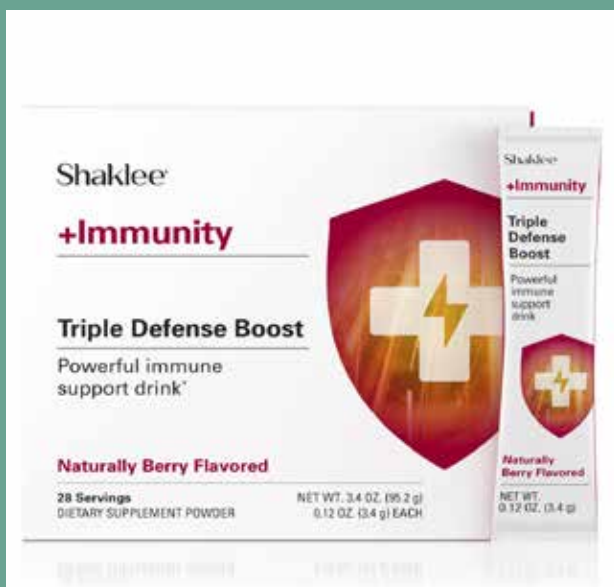 Shaklee®
+Immunity
Triple Defense Boost
Powerful immune
support drink*
Naturally Berry Flavored
28 Servings
DIETARY SUPPLEMENT POWDER
NET WT. 3.4 OZ. (95.2 g)
0.12 OZ. (3.4 g) EACH
Shaklee
+Immunity
Triple
Defense
Boost
Powerful
immune
support
drink
Naturally
Berry Flavored
NET WT.
0.12 OZ. (3.4 g)